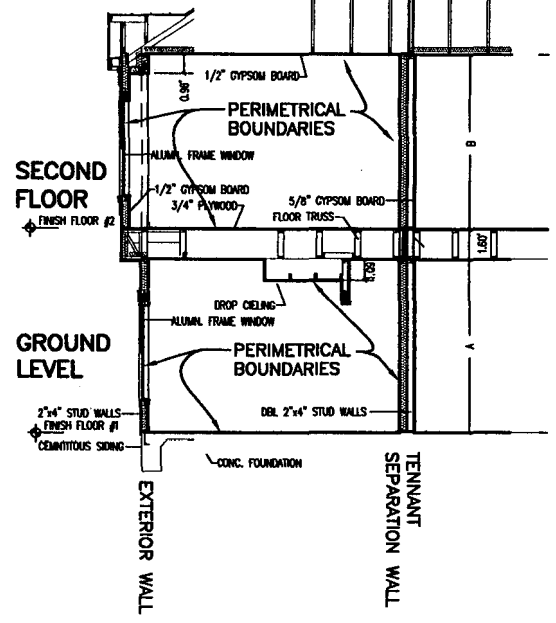 1/2" GYPSOM BOARD
0.98'
PERIMETRICAL
BOUNDARIES
B
ALUMN. FRAME WINDOW
SECOND
FLOOR
1/2" GYPSOM BOARD
3/4" PLYWOOD
5/8" GYPSOM BOARD
FLOOR TRUSS
FINISH FLOOR #2
1.60'
DROP CIELING
ALUMN. FRAME WINDOW
GROUND
LEVEL
PERIMETRICAL
BOUNDARIES
A
2"x4" STUD WALLS
DBL 2"x4" STUD WALLS
FINISH FLOOR #1
CEMNTITOUS SIDING
CONC. FOUNDATION
EXTERIOR WALL
TENNANT
SEPARATION WALL